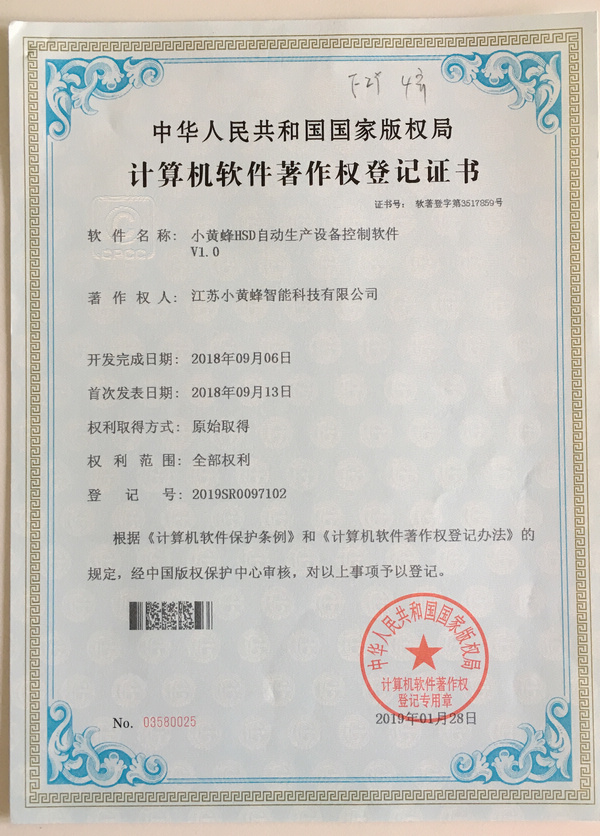 中华人民共和国国家版权局
计算机软件著作权登记证书
证书号： 软著登字第3517859号
CPCC
软件名称： 小黄蜂HSD自动生产设备控制软件
V1.0
著作权人： 江苏小黄蜂智能科技有限公司
开发完成日期： 2018年09月06日
首次发表日期： 2018年09月13日
权利取得方式： 原始取得
权利范围： 全部权利
登记号： 2019SR0097102
根据《计算机软件保护条例》和《计算机软件著作权登记办法》的
规定，经中国版权保护中心审核，对以上事项予以登记。
中华人民共和国国家版权局
计算机软件著作权
登记专用章
No. 03580025
2019年01月28日